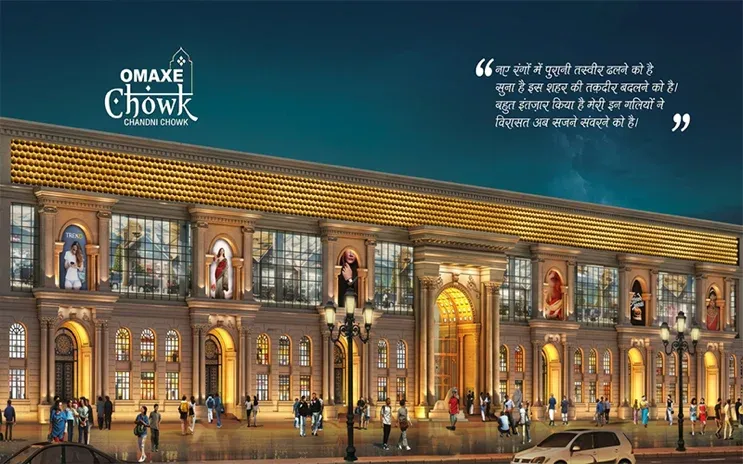 OMAXE
Chowk
CHANDNI CHOWK
“ नए रंगों में पुरानी तस्वीर ढलने को है
सुना है इस शहर की तक़दीर बदलने को है।
बहुत इंतज़ार किया है मेरी इन गलियों ने
विरासत अब सजने संवरने को है। ”
TRENDS